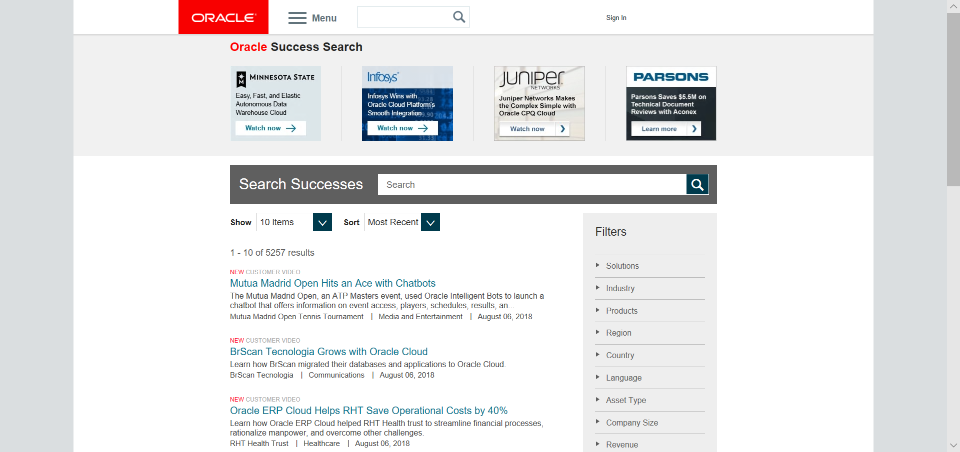 ORACLE
Menu
Sign In
Oracle Success Search
MINNESOTA STATE
Easy, Fast, and Elastic
Autonomous Data
Warehouse Cloud
Watch now
Infosys
Infosys Wins with
Oracle Cloud Platform's
Smooth Integration
Watch now
JUNIPER
NETWORKS
Juniper Networks Makes
the Complex Simple with
Oracle CPQ Cloud
Watch now
PARSONS
Parsons Saves $5.5M on
Technical Document
Reviews with Aconex
Learn more
Search Successes
Search
Show 10 Items Sort Most Recent
1 - 10 of 5257 results
NEW CUSTOMER VIDEO
Mutua Madrid Open Hits an Ace with Chatbots
The Mutua Madrid Open, an ATP Masters event, used Oracle Intelligent Bots to launch a
chatbot that offers information on event access, players, schedules, results, an
Mutua Madrid Open Tennis Tournament | Media and Entertainment | August 06, 2018
NEW CUSTOMER VIDEO
BrScan Tecnologia Grows with Oracle Cloud
Learn how BrScan migrated their databases and applications to Oracle Cloud.
BrScan Tecnologia | Communications | August 06, 2018
NEW CUSTOMER VIDEO
Oracle ERP Cloud Helps RHT Save Operational Costs by 40%
Learn how Oracle ERP Cloud helped RHT Health trust to streamline financial processes,
rationalize manpower, and overcome other challenges.
RHT Health Trust | Healthcare | August 06, 2018
Filters
Solutions
Industry
Products
Region
Country
Language
Asset Type
Company Size
Revenue